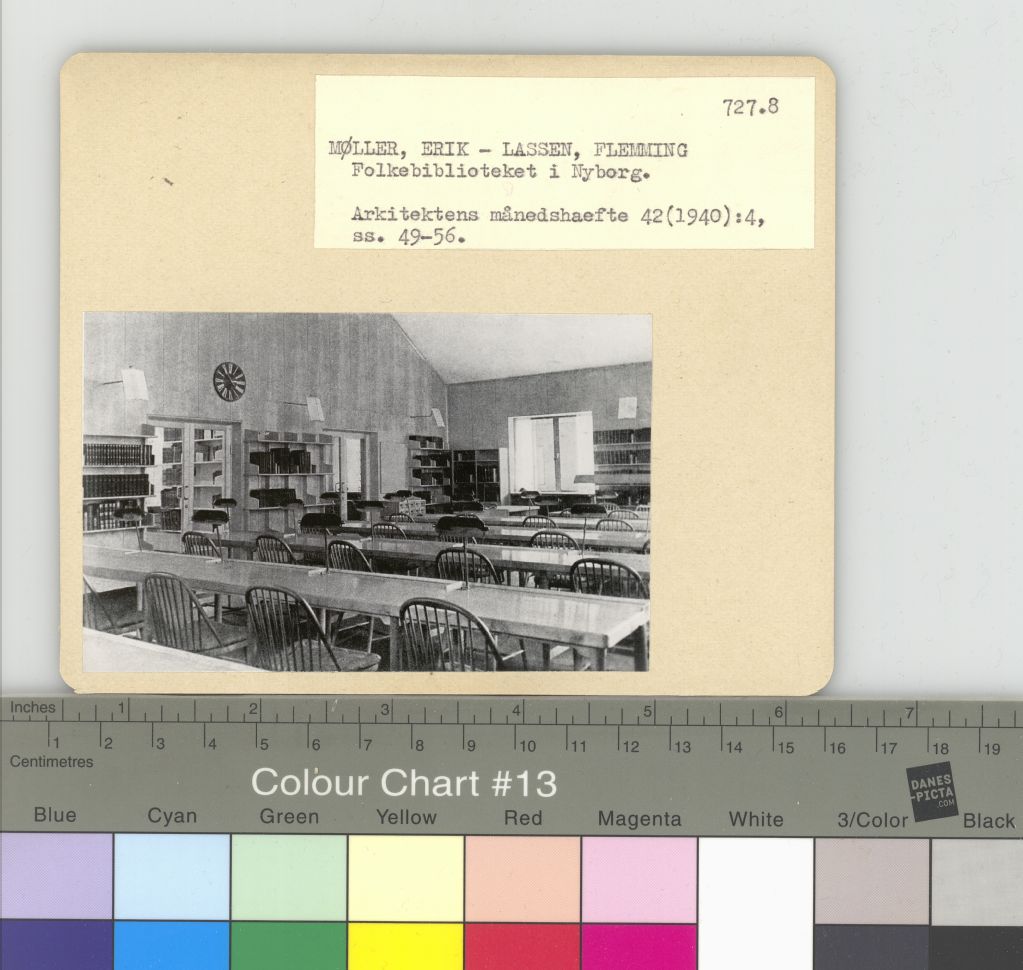 727.8
MØLLER, ERIK - LASSEN, FLEMMING
Folkebiblioteket i Nyborg.
Arkitektens månedshaefte 42(1940):4,
ss. 49-56.
Inches 1 2 3 4 5 6 7
1 2 3 4 5 6 7 8 9 10 11 12 13 14 15 16 17 18 19
Centimetres
Colour Chart #13
DANES
-PICTA
.COM
Blue Cyan Green Yellow Red Magenta White 3/Color Black